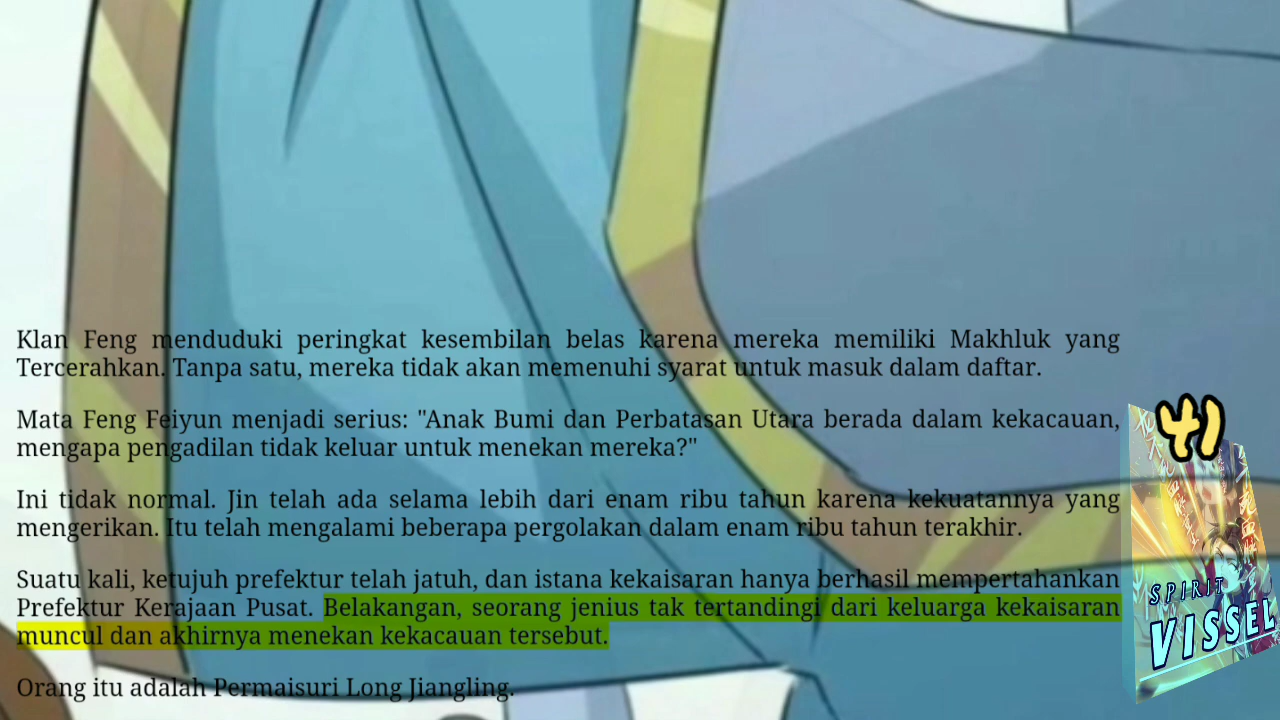 Klan Feng menduduki peringkat kesembilan belas karena mereka memiliki Makhluk yang
Tercerahkan. Tanpa satu, mereka tidak akan memenuhi syarat untuk masuk dalam daftar.
Mata Feng Feiyun menjadi serius: "Anak Bumi dan Perbatasan Utara berada dalam kekacauan,
mengapa pengadilan tidak keluar untuk menekan mereka?"
Ini tidak normal. Jin telah ada selama lebih dari enam ribu tahun karena kekuatannya yang
mengerikan. Itu telah mengalami beberapa pergolakan dalam enam ribu tahun terakhir.
Suatu kali, ketujuh prefektur telah jatuh, dan istana kekaisaran hanya berhasil mempertahankan
Prefektur Kerajaan Pusat. Belakangan, seorang jenius tak tertandingi dari keluarga kekaisaran
muncul dan akhirnya menekan kekacauan tersebut.
Orang itu adalah Permaisuri Long Jiangling.
41
SPIRIT
VISSEL